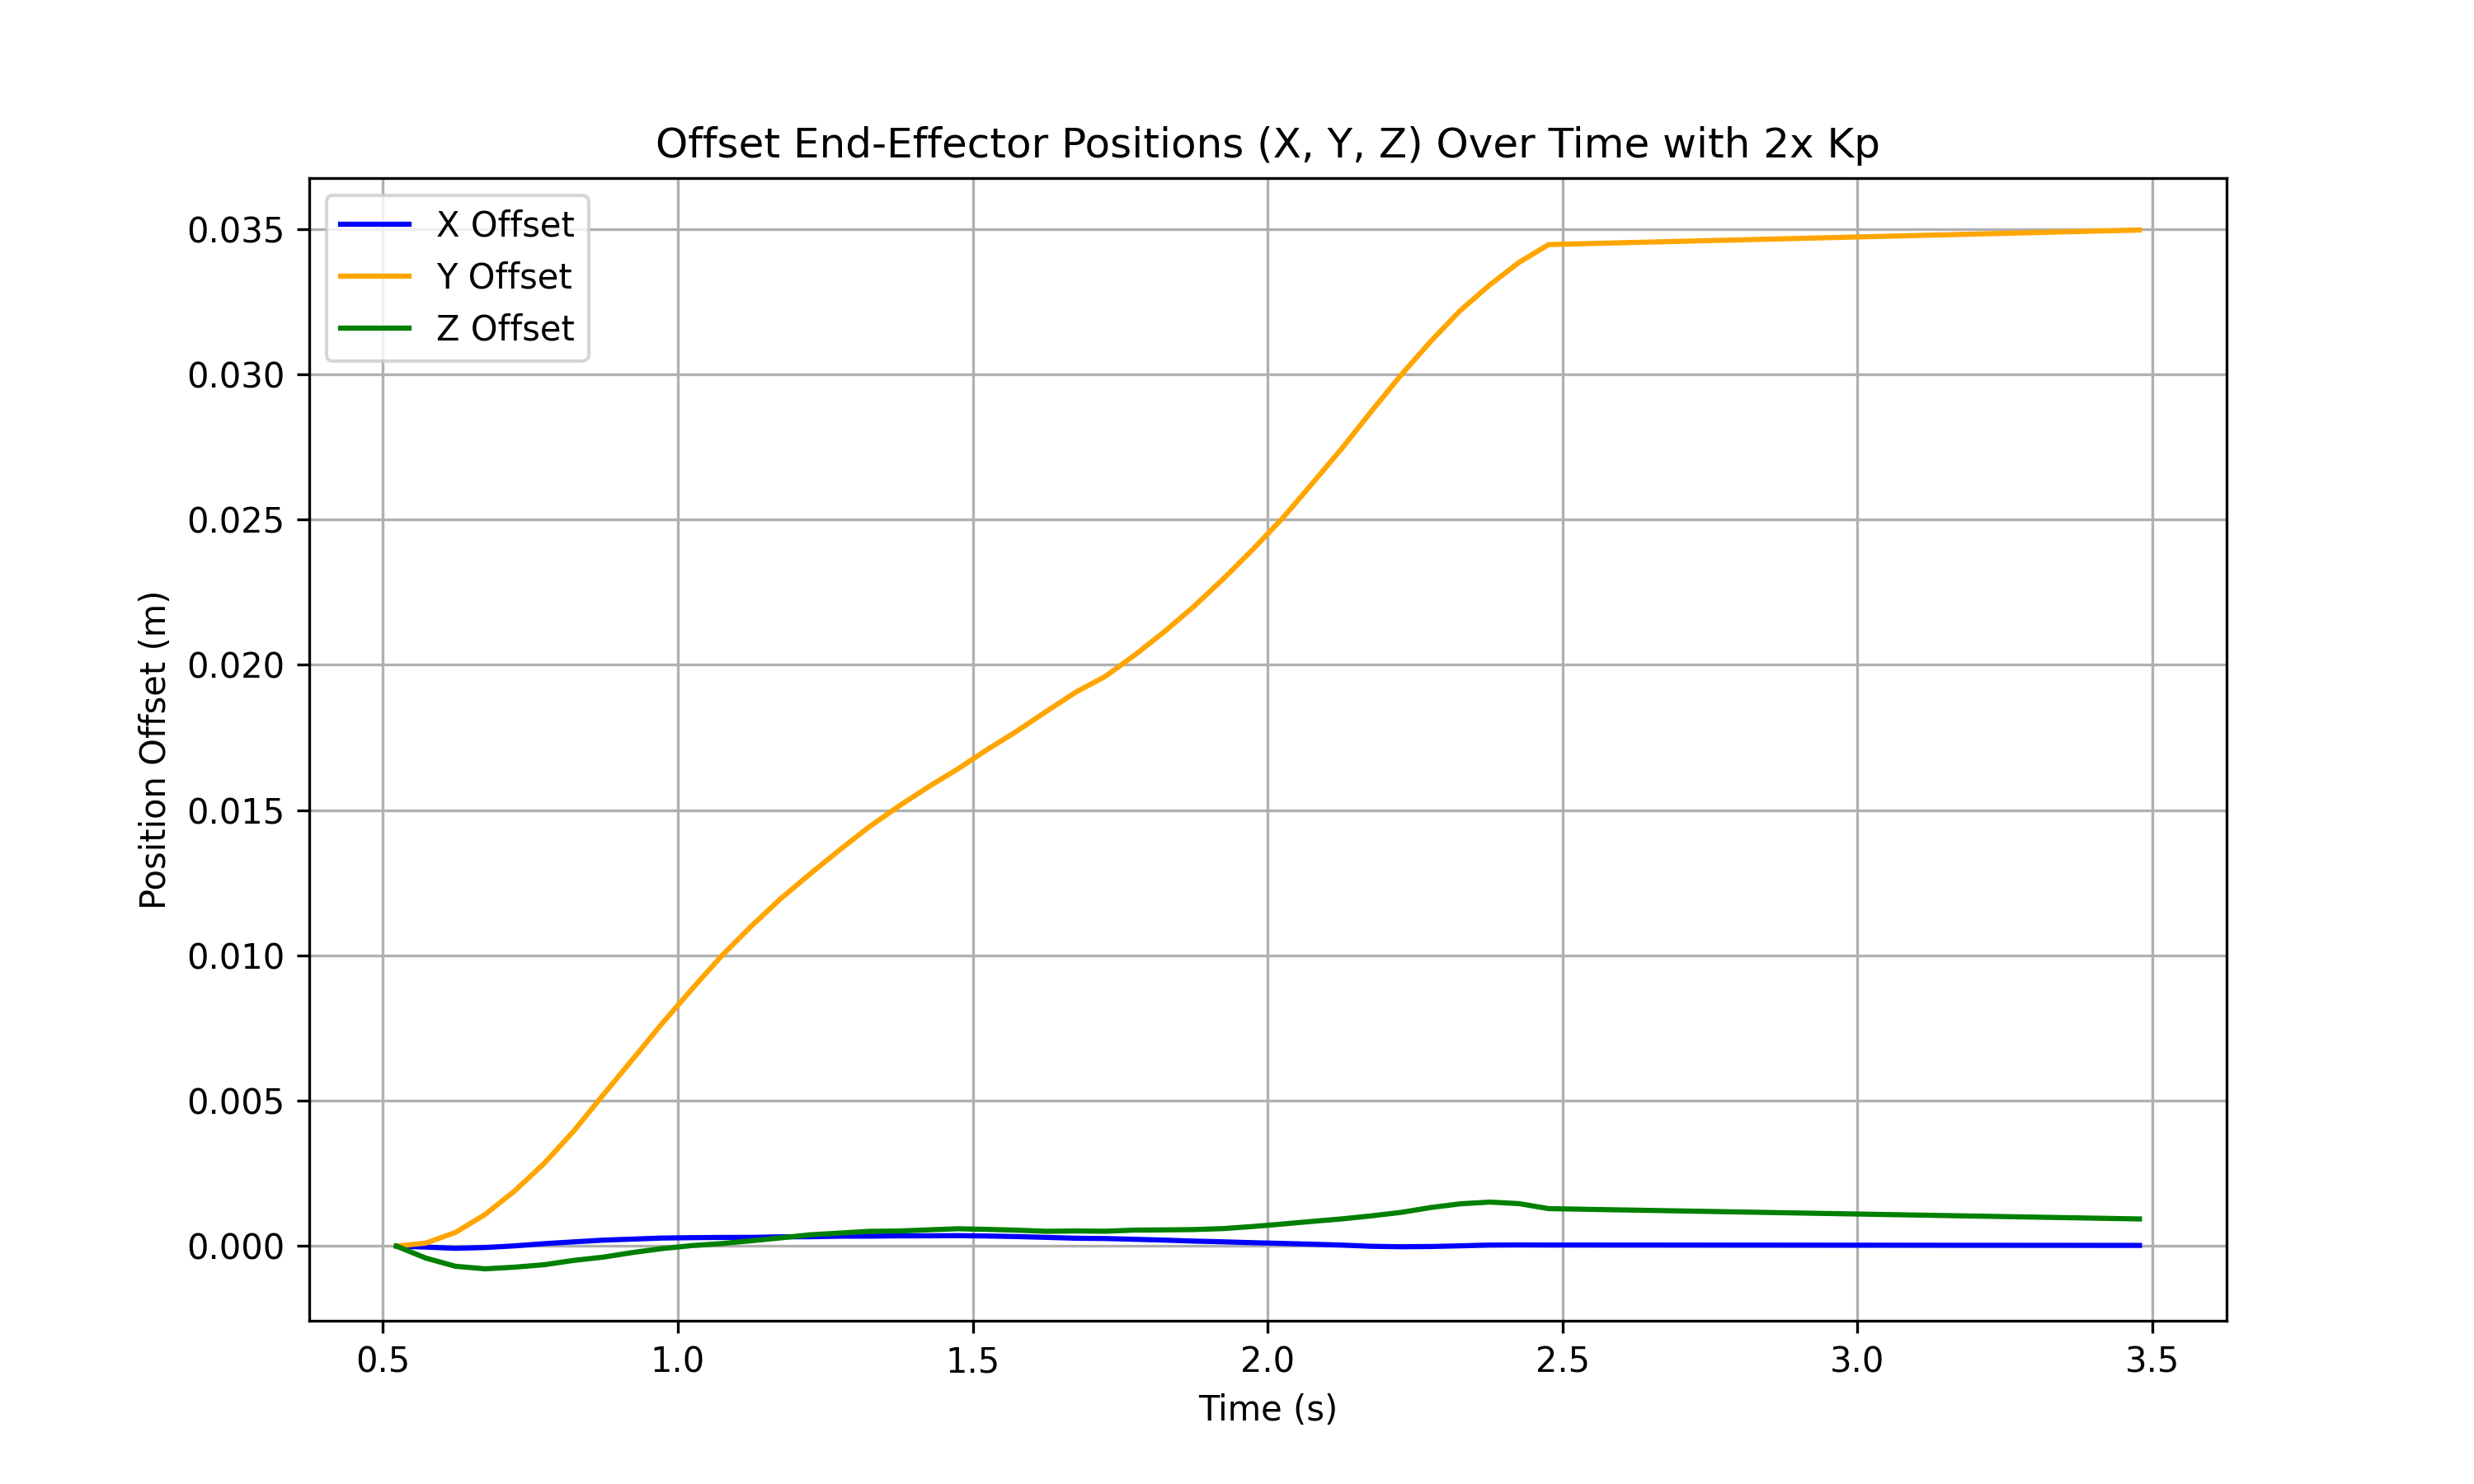 Offset End-Effector Positions (X, Y, Z) Over Time with 2x Kp
X Offset
Y Offset
Z Offset
0.035
0.030
0.025
0.020
0.015
0.010
0.005
0.000
Position Offset (m)
0.5 1.0 1.5 2.0 2.5 3.0 3.5
Time (s)